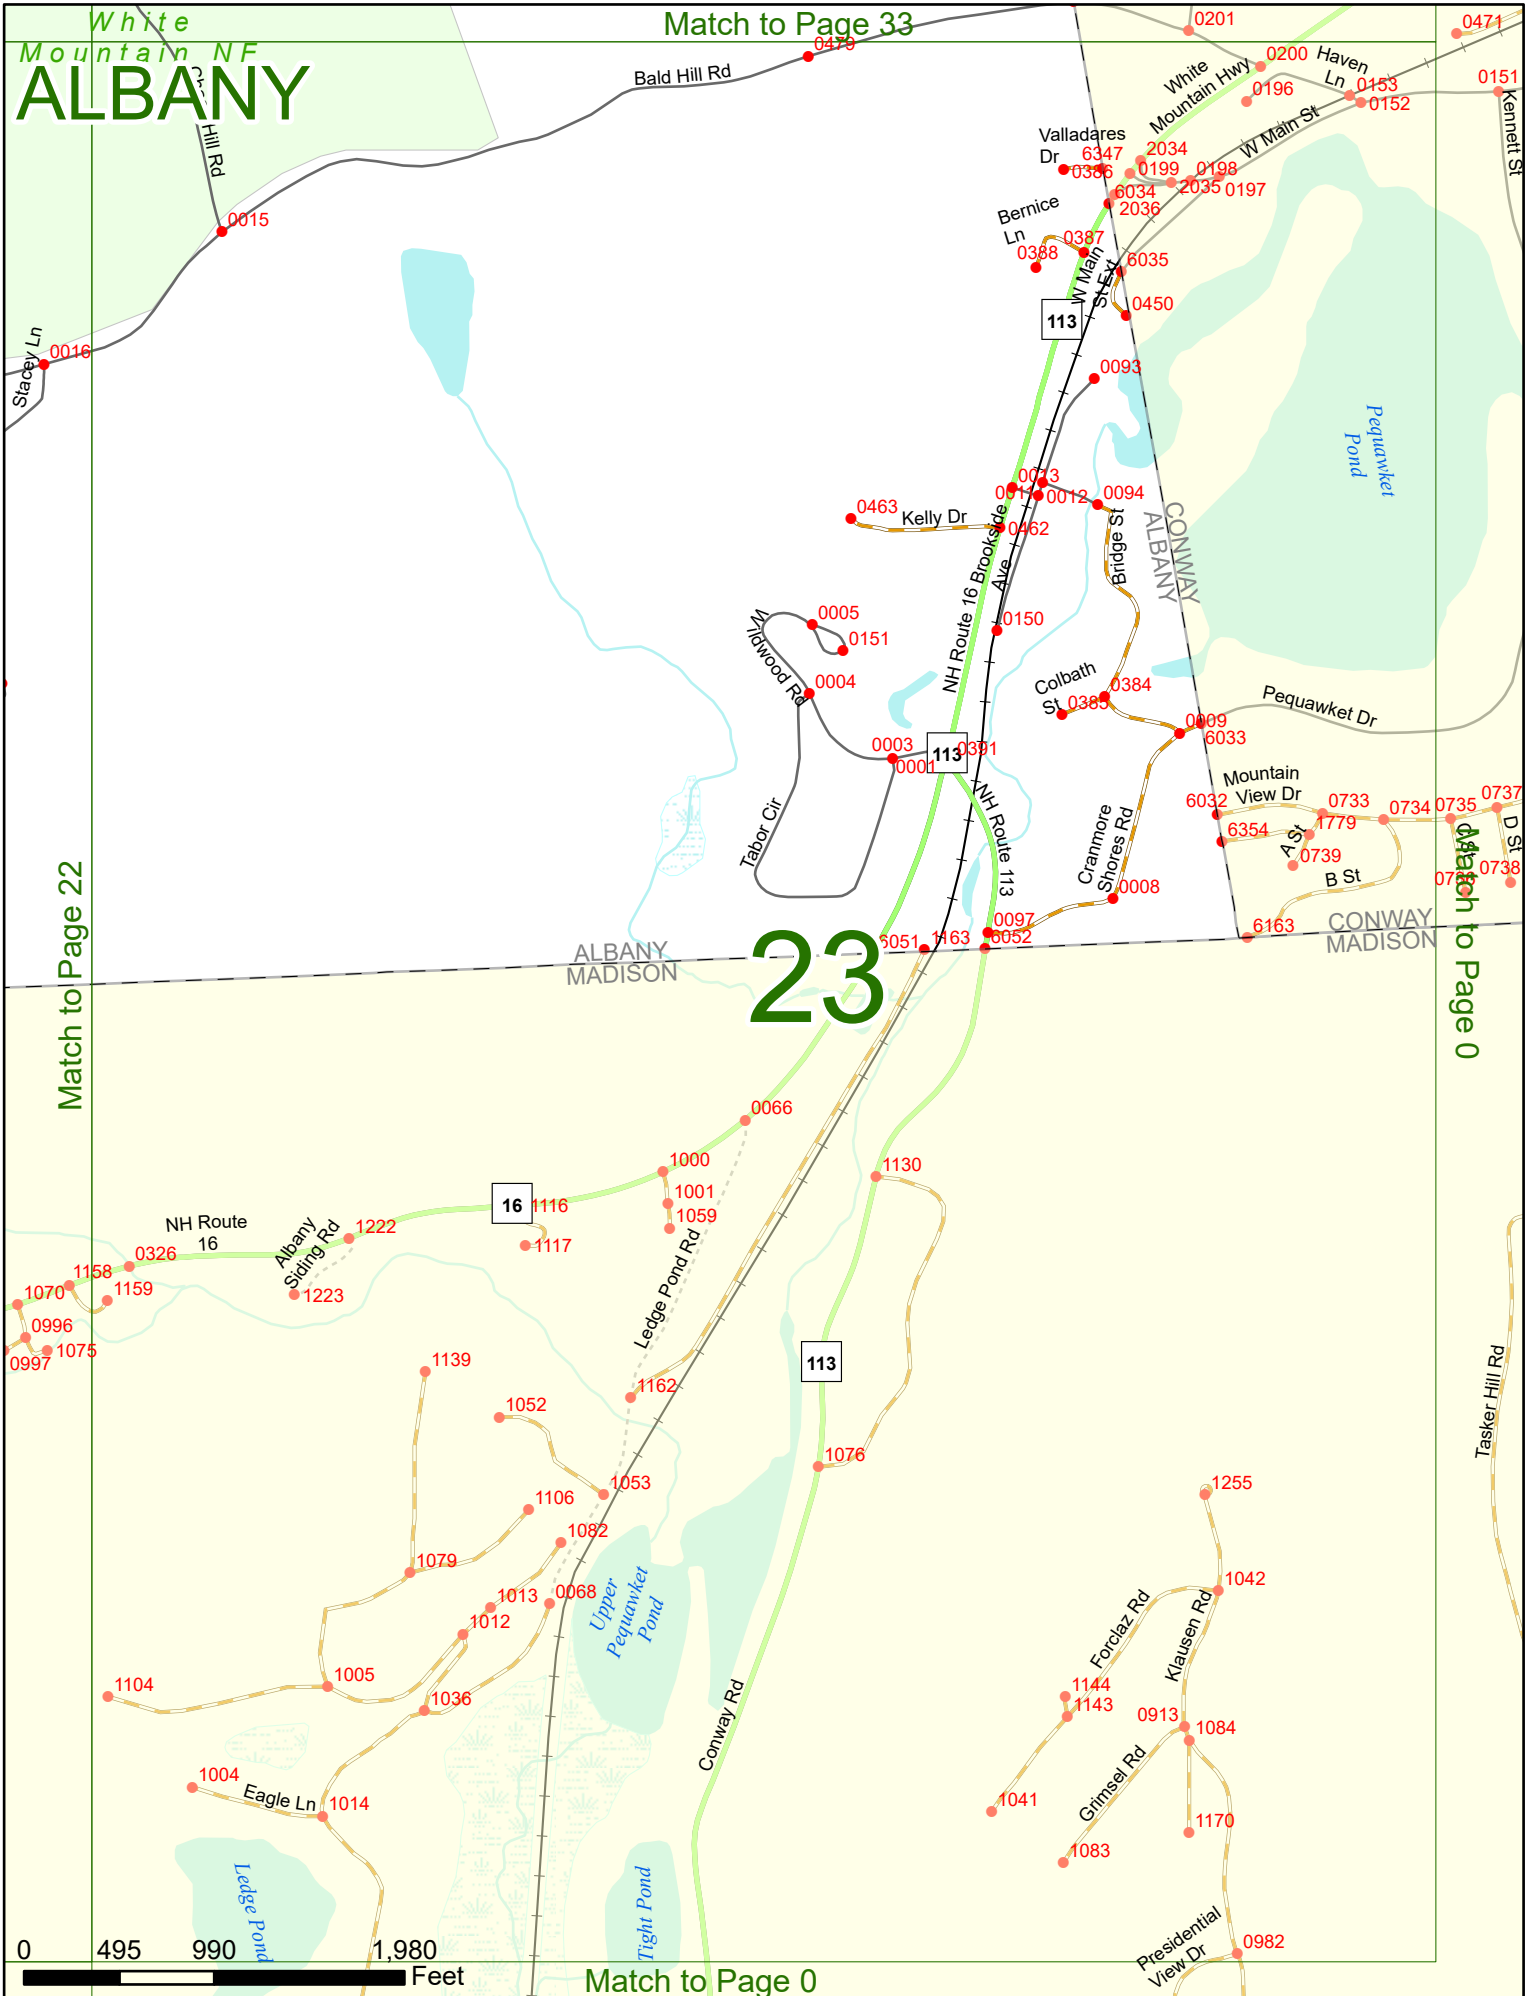 White
Mountain NF
ALBANY
Match to Page 33
Bald Hill Rd
0479
0201
0471
0200
Haven
Ln
White
Mountain Hwy
0196
0153
0152
0151
Kennett St
W Main St
Hill Rd
Valladares
Dr
6347
0386
2034
0199
0198
2035
0197
6034
2036
Bernice
Ln
0387
0388
W Main
St Ext
6035
0450
113
0015
Stacey Ln
0016
0093
Pequawket
Pond
0013
0011
0012
0094
0463
Kelly Dr
0462
NH Route 16 Brookside
Ave
Bridge St
CONWAY
ALBANY
0005
0151
0150
Wildwood Rd
0004
Colbath
St
0384
0385
Pequawket Dr
0009
6033
0003
0001
113
0391
Mountain
View Dr
6032
6354
0733
0734
0735
0737
1779
A St
0739
B St
C St
D St
0738
Tabor Cir
NH Route 113
Cranmore
Shores Rd
0008
0097
6052
6051
1163
6163
CONWAY
MADISON
ALBANY
MADISON
23
Match to Page 22
Match to Page 0
0066
1000
1001
1059
1130
16
1116
1117
NH Route
16
Albany
Siding Rd
1222
1223
0326
1158
1159
1070
0996
0997
1075
Ledge Pond Rd
113
1139
1162
1052
1053
1076
1106
1082
1079
1013
0068
1012
Upper
Pequawket
Pond
1255
1042
Forclaz Rd
Klausen Rd
Tasker Hill Rd
1104
1005
1036
1144
1143
0913
1084
Conway Rd
Grimsel Rd
1004
Eagle Ln
1014
1041
1083
1170
Ledge Pond
Tight Pond
Presidential
View Dr
0982
0 495 990 1,980
Feet
Match to Page 0